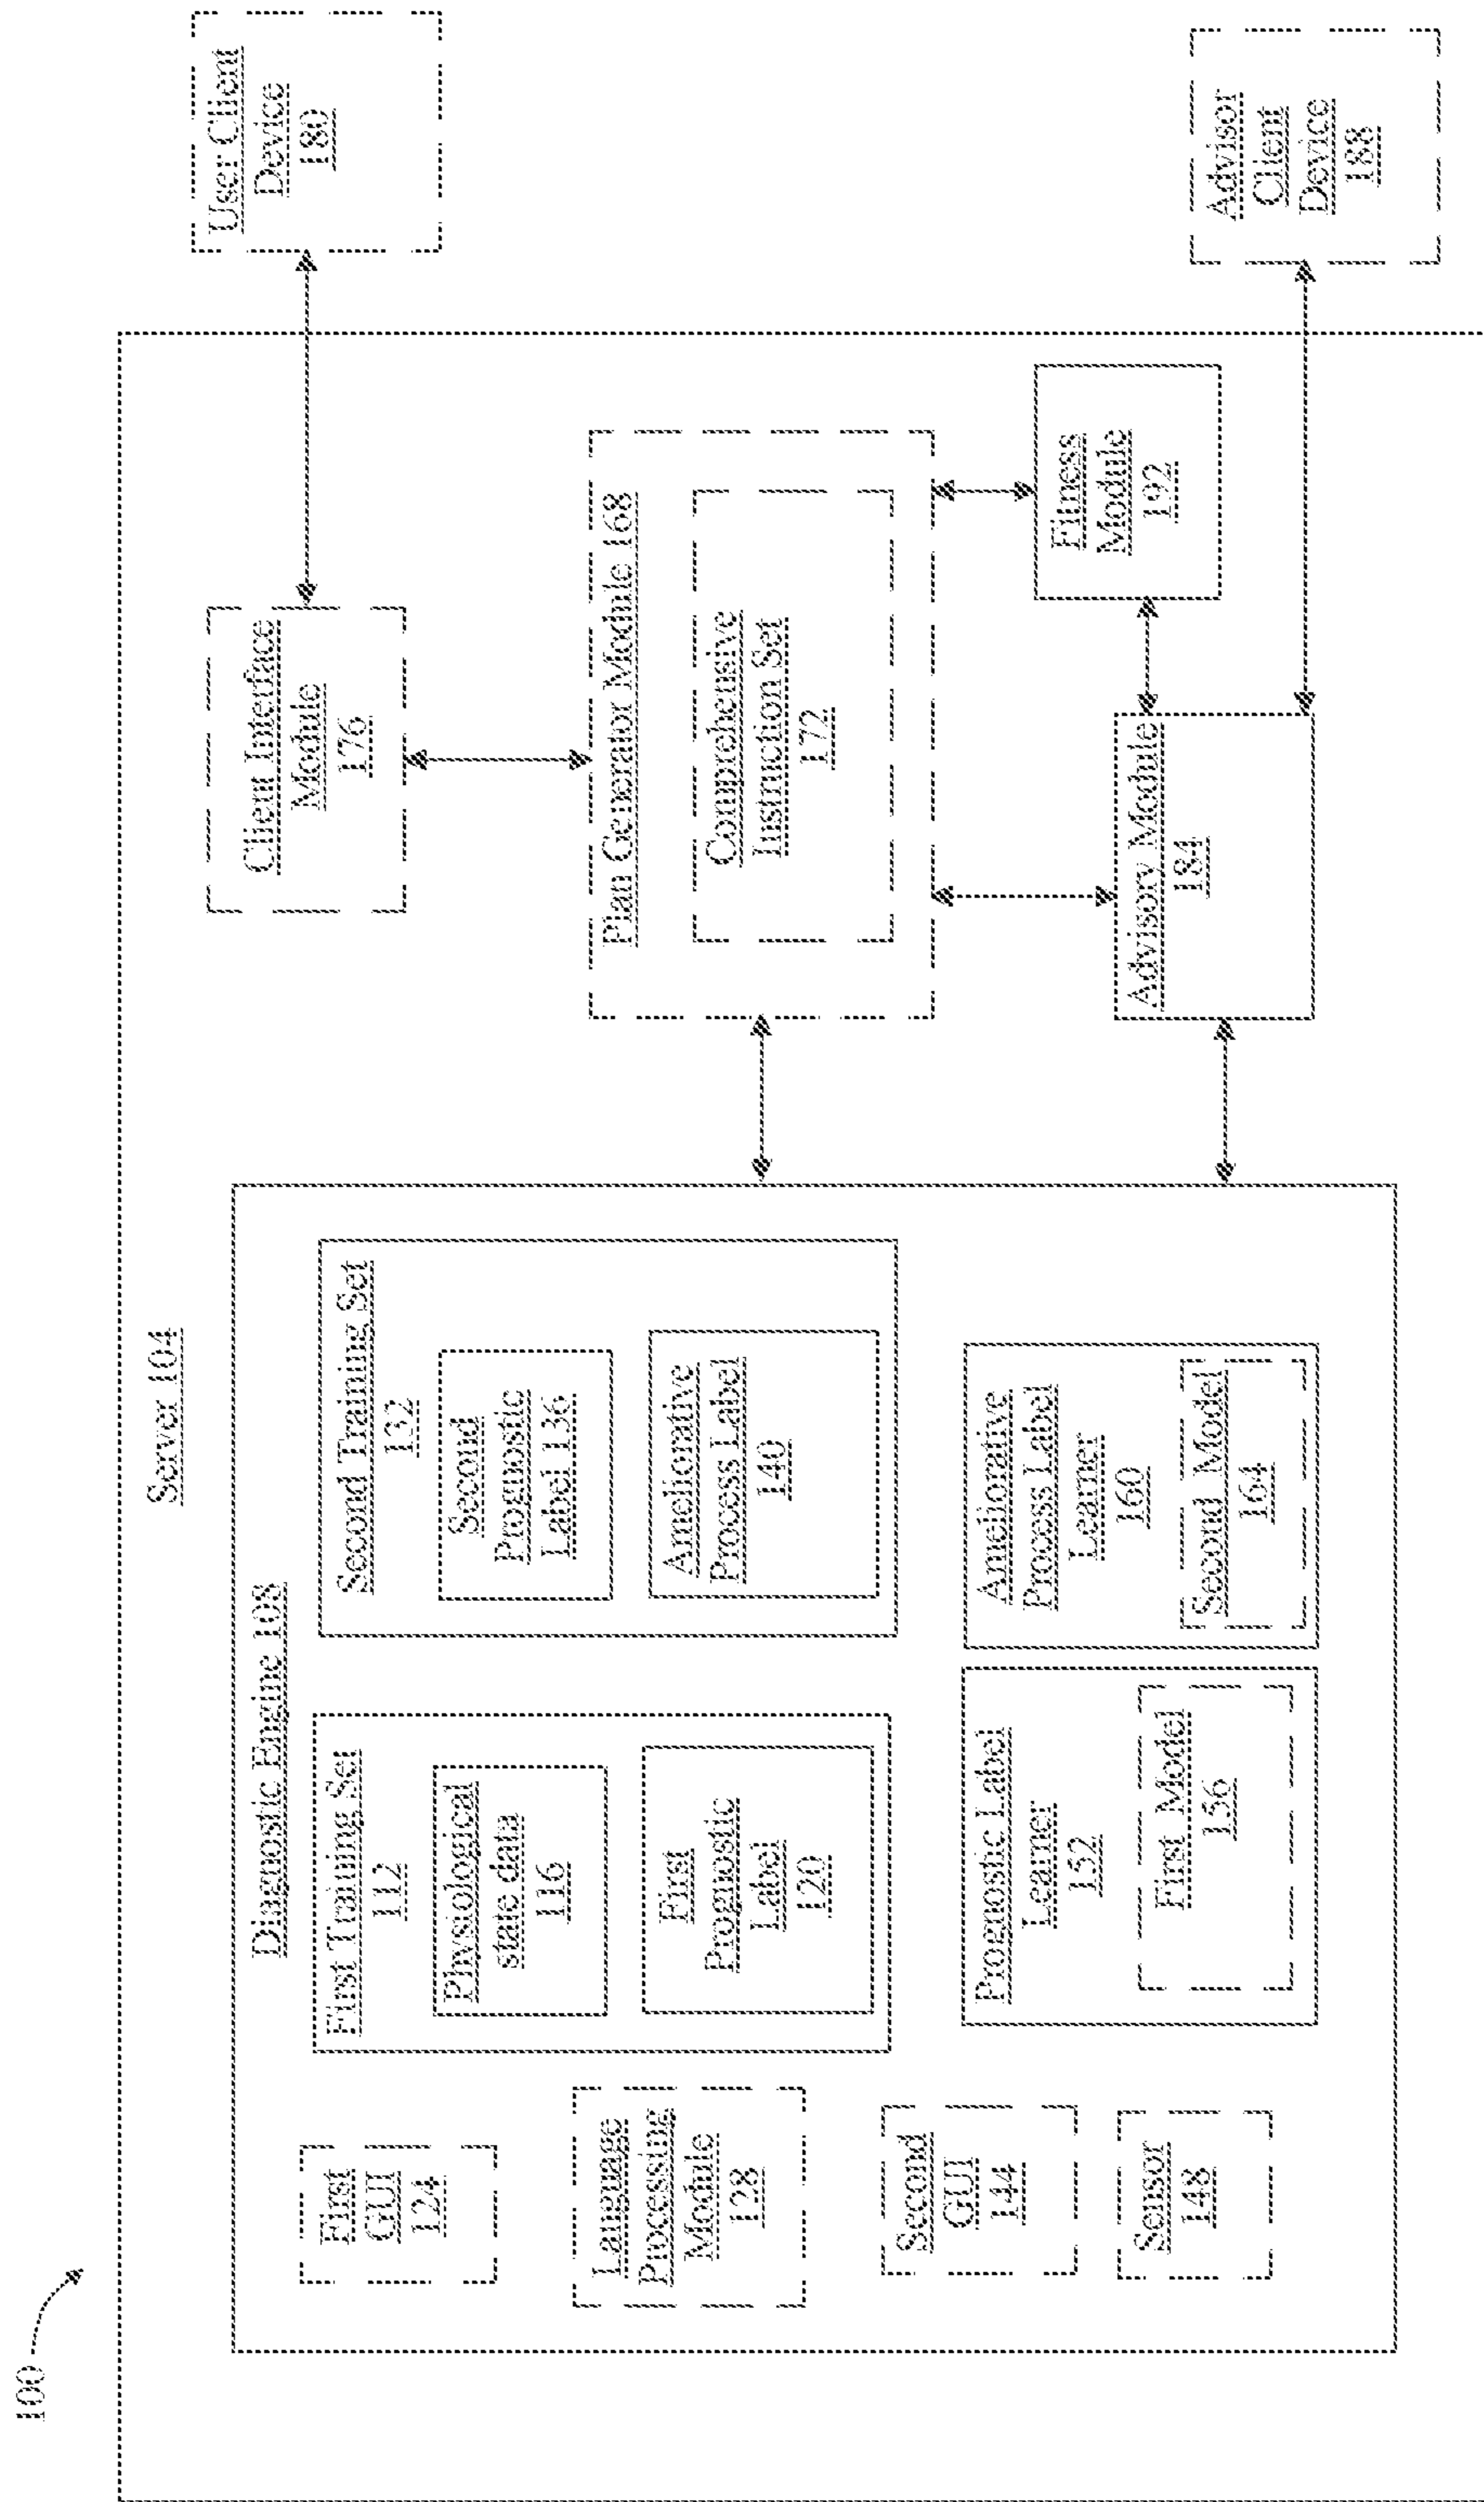 100
Server 104
Diagnostic Engine 108
First
GUI
124
Language
Processing
Module
128
Second
GUI
144
Sensor
148
First Training Set
112
Physiological
state data
116
First
Prognostic
Label
120
Second Training Set
132
Second
Prognostic
Label 136
Ameliorative
Process Label
140
Prognostic Label
Learner
152
First Model
156
Ameliorative
Process Label
Learner
160
Second Model
164
Client Interface
Module
176
Plan Generator Module 168
Comprehensive
Instruction Set
172
Advisory Module
184
Fitness
Module
192
User Client
Device
180
Advisor
Client
Device
188